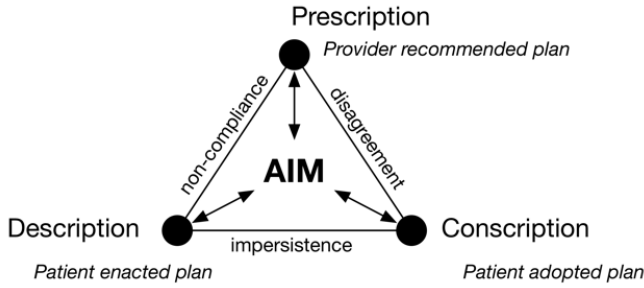 Prescription
Provider recommended plan
non-compliance
disagreement
AIM
Description
Conscription
impersistence
Patient enacted plan
Patient adopted plan